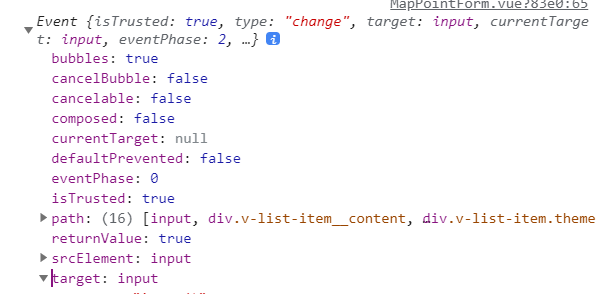 MapPointForm.vue?83e0:65
Event {isTrusted: true, type: "change", target: input, currentTarge
t: input, eventPhase: 2, …} i
bubbles: true
cancelBubble: false
cancelable: false
composed: false
currentTarget: null
defaultPrevented: false
eventPhase: 0
isTrusted: true
path: (16) [input, div.v-list-item__content, div.v-list-item.theme
returnValue: true
srcElement: input
target: input